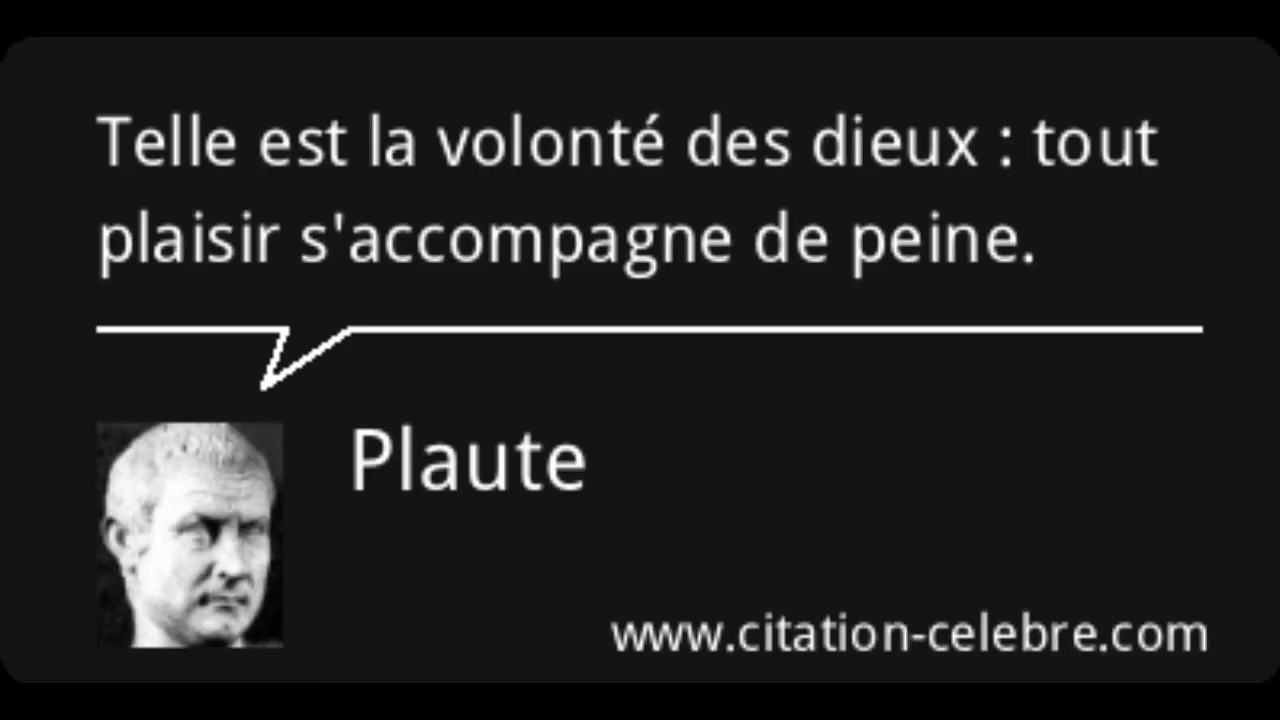 Telle est la volonté des dieux : tout
plaisir s'accompagne de peine.
Plaute
www.citation-celebre.com